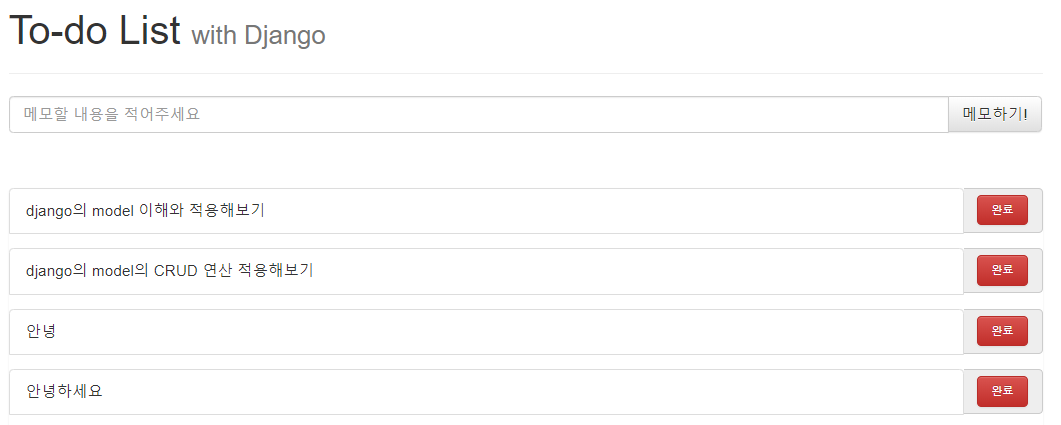 To-do List with Django
메모할 내용을 적어주세요 메모하기!
django의 model 이해와 적용해보기 완료
django의 model의 CRUD 연산 적용해보기 완료
안녕 완료
안녕하세요 완료